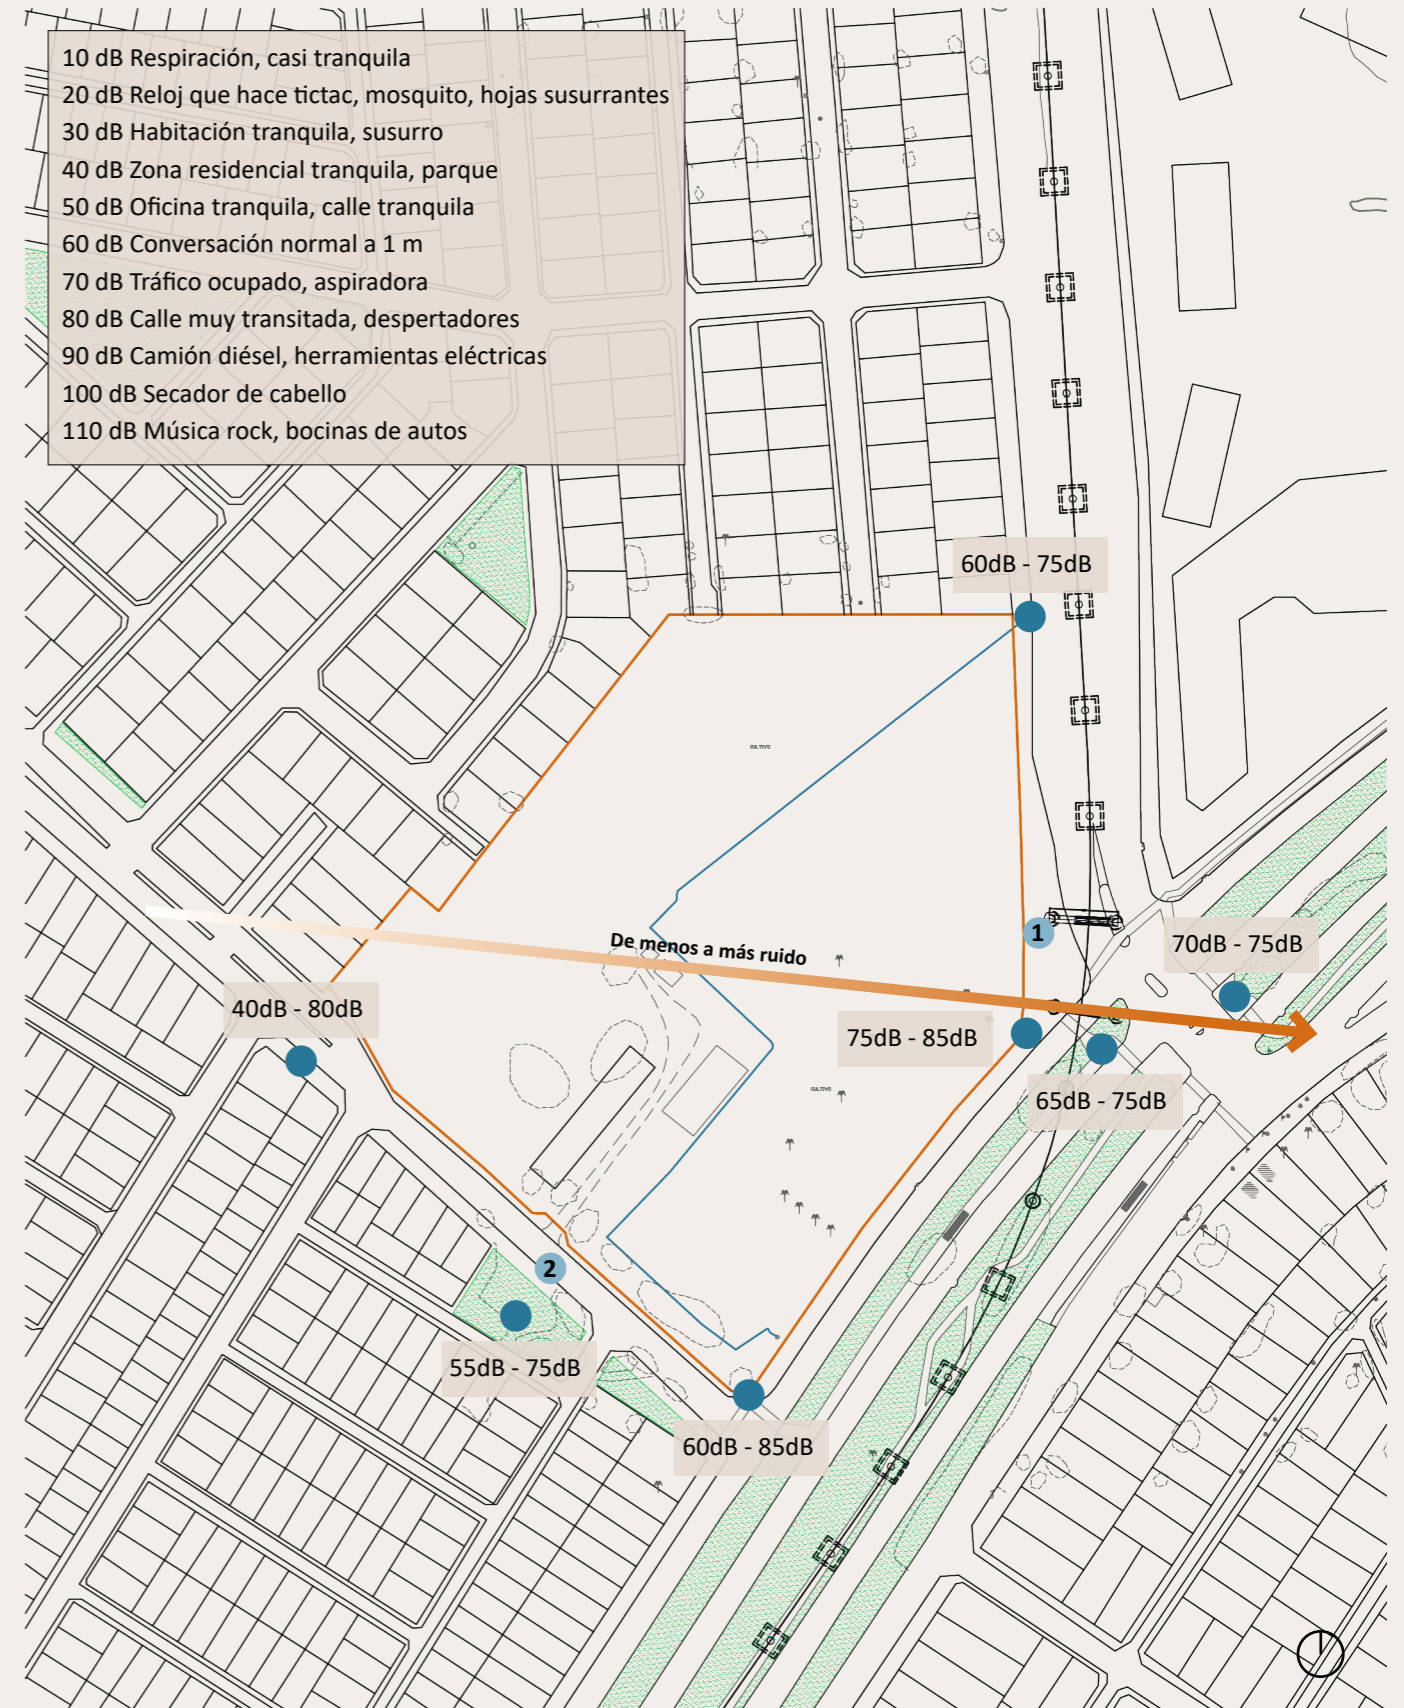 10 dB Respiración, casi tranquila
20 dB Reloj que hace tictac, mosquito, hojas susurrantes
30 dB Habitación tranquila, susurro
40 dB Zona residencial tranquila, parque
50 dB Oficina tranquila, calle tranquila
60 dB Conversación normal a 1 m
70 dB Tráfico ocupado, aspiradora
80 dB Calle muy transitada, despertadores
90 dB Camión diésel, herramientas eléctricas
100 dB Secador de cabello
110 dB Música rock, bocinas de autos
60dB - 75dB
CULTIVO
1
De menos a más ruido
70dB - 75dB
40dB - 80dB
75dB - 85dB
CULTIVO
65dB - 75dB
2
55dB - 75dB
60dB - 85dB